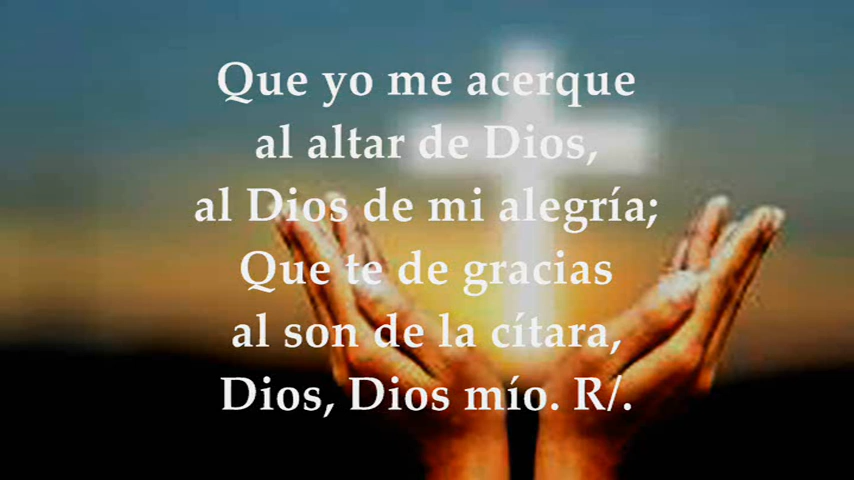 Que yo me acerque
al altar de Dios,
al Dios de mi alegría;
Que te de gracias
al son de la cítara,
Dios, Dios mío. R/.